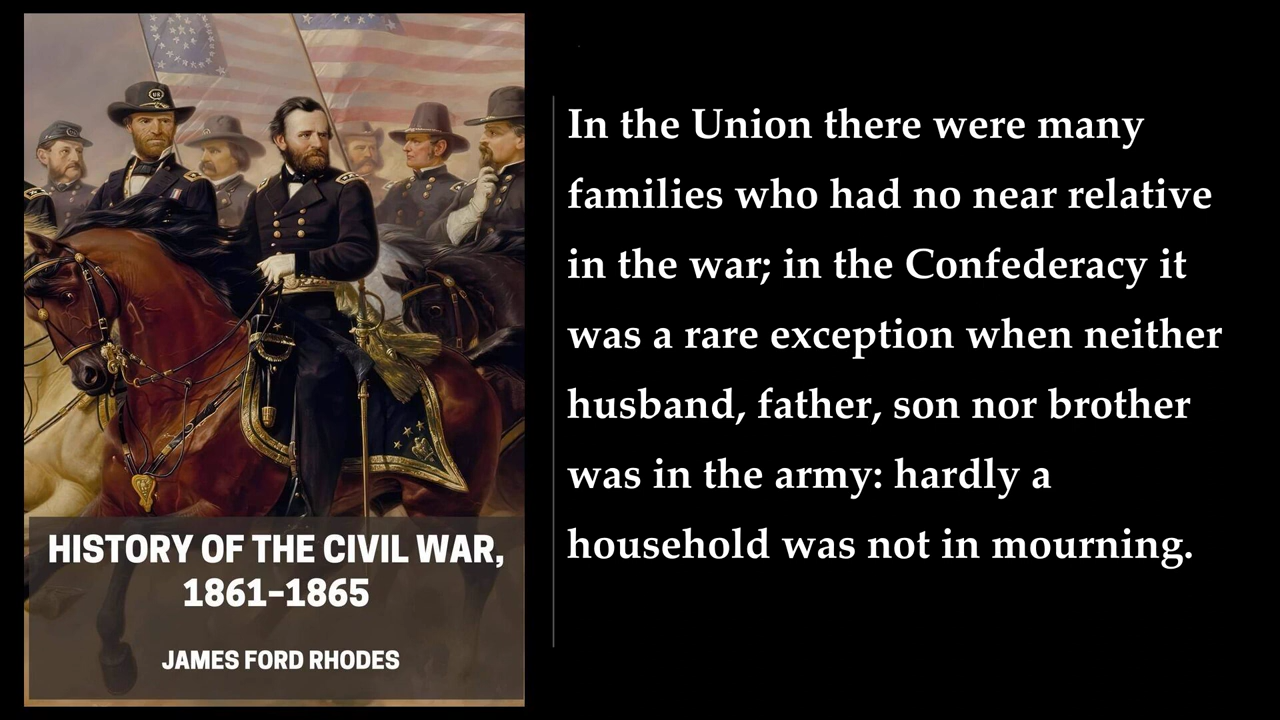 HISTORY OF THE CIVIL WAR,
1861–1865
JAMES FORD RHODES
In the Union there were many
families who had no near relative
in the war; in the Confederacy it
was a rare exception when neither
husband, father, son nor brother
was in the army: hardly a
household was not in mourning.